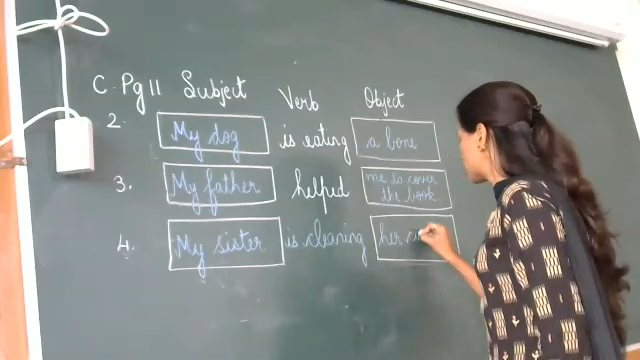 C. Pg 11 Subject Verb Object
2. My dog is eating a bone
3. My father helped me to cover
the book.
4. My sister is cleaning her